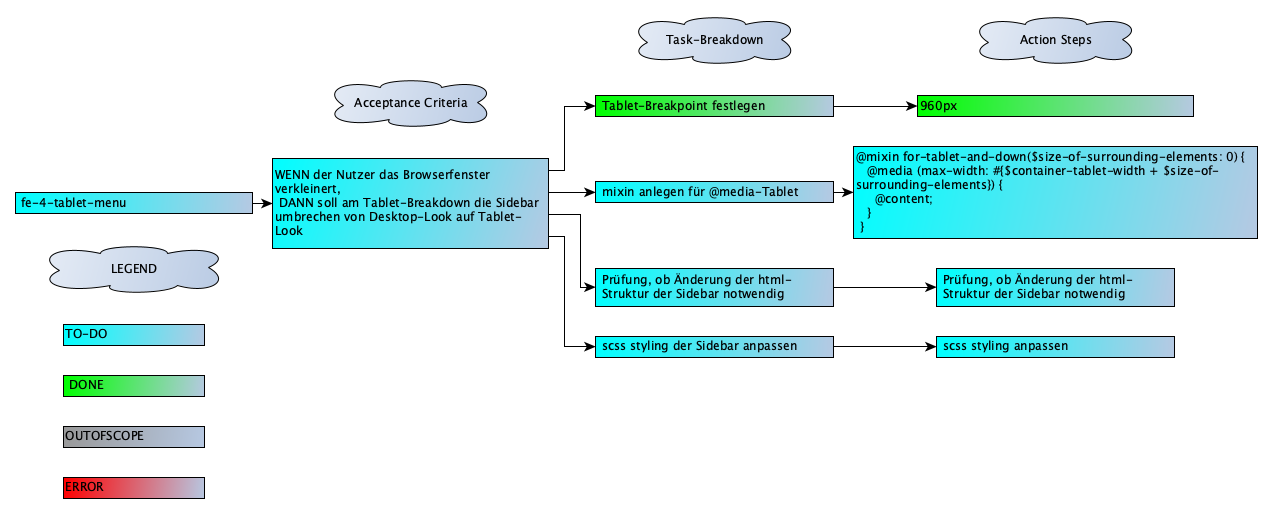 Task-Breakdown
Action Steps
Acceptance Criteria
Tablet-Breakpoint festlegen
960px
fe-4-tablet-menu
WENN der Nutzer das Browserfenster
verkleinert,
DANN soll am Tablet-Breakdown die Sidebar
umbrechen von Desktop-Look auf Tablet-
Look
mixin anlegen für @media-Tablet
@mixin for-tablet-and-down($size-of-surrounding-elements: 0) {
@media (max-width: #{$container-tablet-width + $size-of-
surrounding-elements}) {
@content;
}
}
Prüfung, ob Änderung der html-
Struktur der Sidebar notwendig
Prüfung, ob Änderung der html-
Struktur der Sidebar notwendig
scss styling der Sidebar anpassen
scss styling anpassen
LEGEND
TO-DO
DONE
OUTOFSCOPE
ERROR